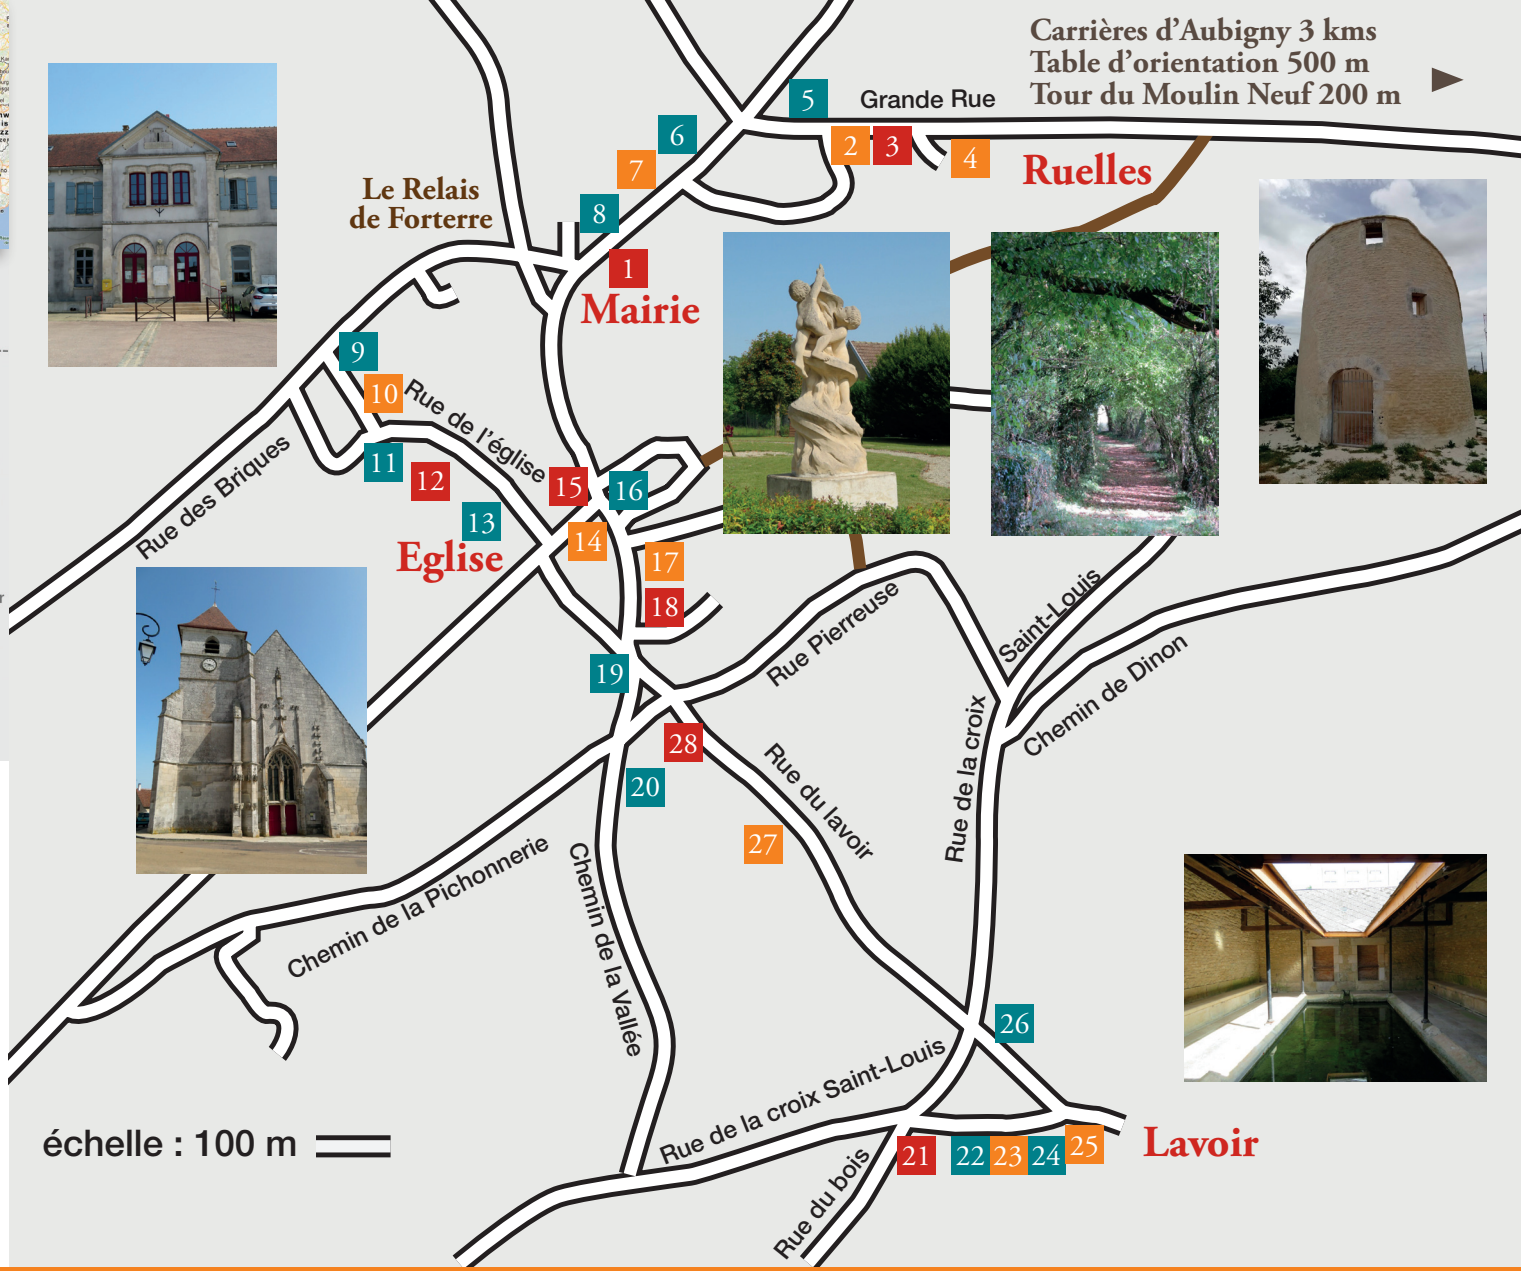 Carrières d’Aubigny 3 kms
Table d’orientation 500 m
Tour du Moulin Neuf 200 m
5
Grande Rue
6
2
3
4
7
Ruelles
Le Relais
de Forterre
8
1
Mairie
9
10
Rue de l’église
11
12
15
16
Rue des Briques
13
14
Eglise
17
18
19
Rue Pierreuse
Saint-Louis
Chemin de Dinon
28
Rue de la croix
20
Rue du lavoir
27
Chemin de la Pichonnerie
Chemin de la Vallée
26
Rue de la croix Saint-Louis
échelle : 100 m
21
22
23
24
25
Lavoir
Rue du bois